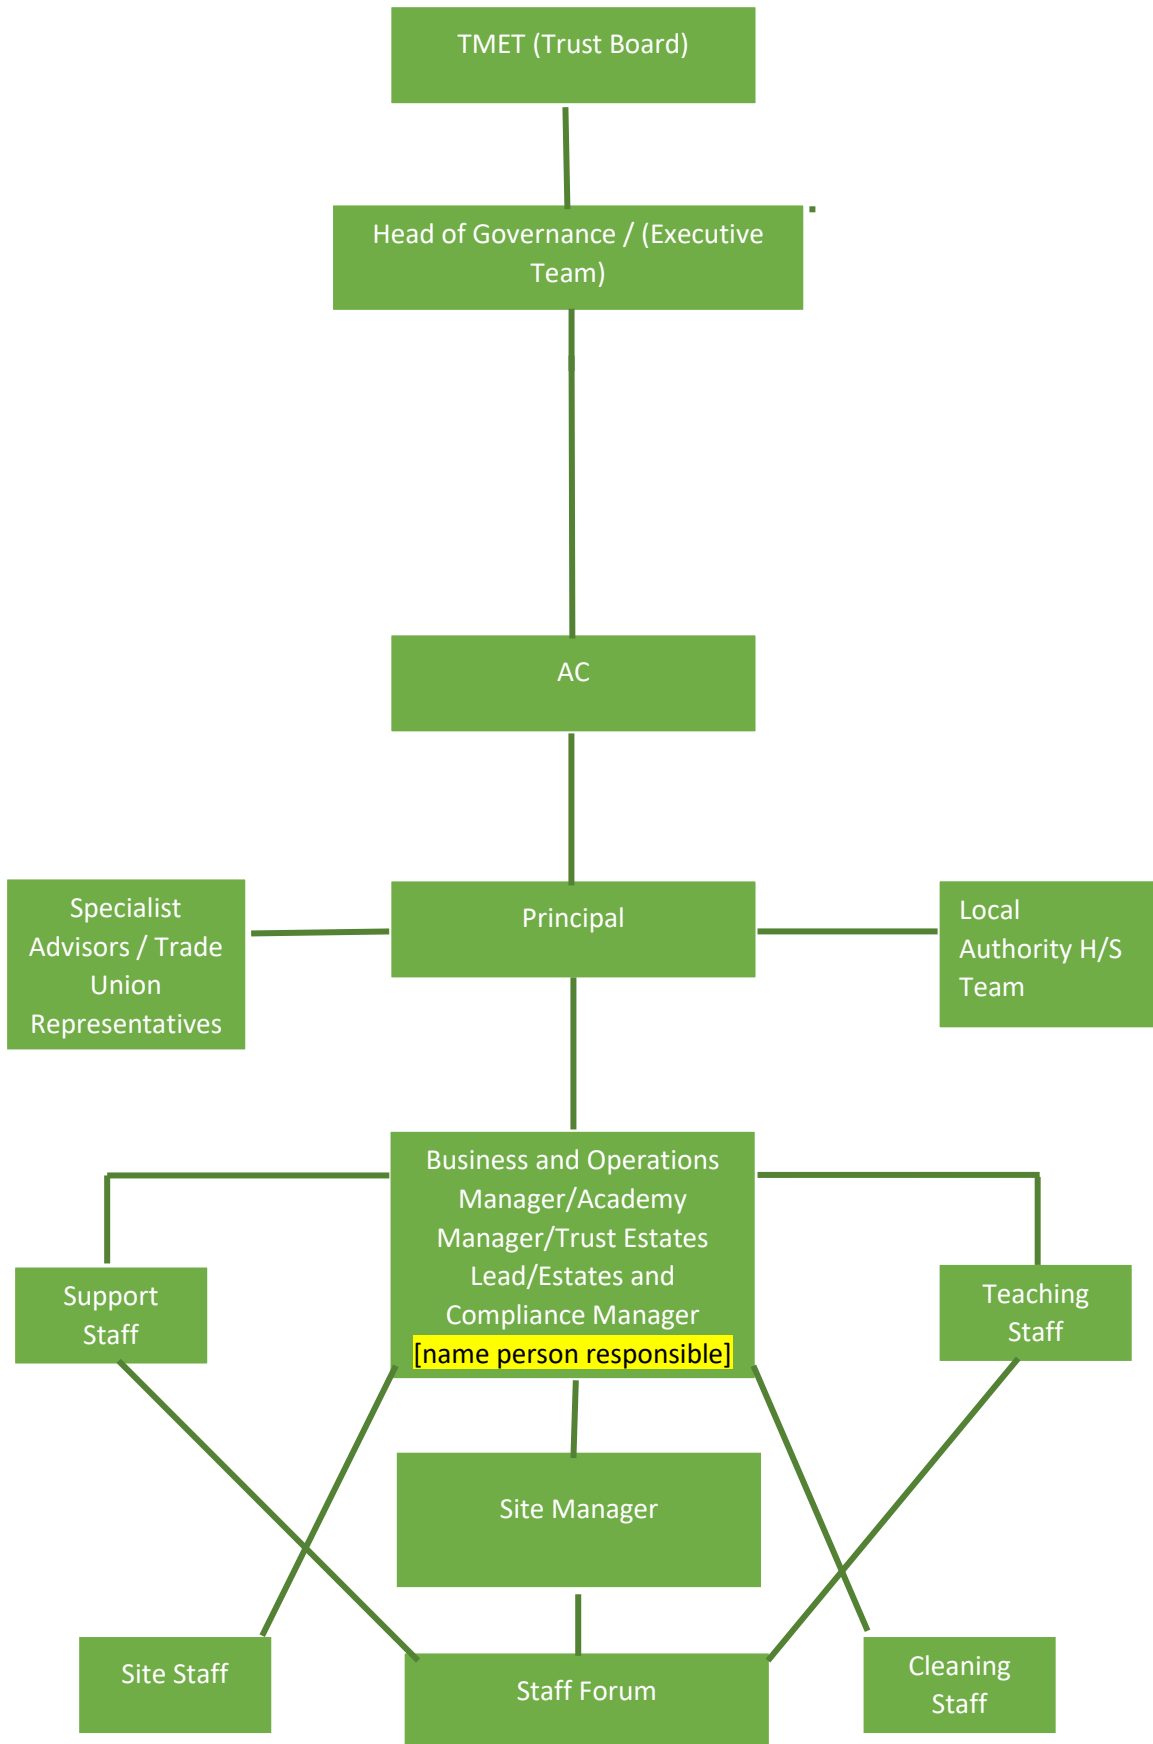 TMET (Trust Board)
Head of Governance / (Executive
Team)
AC
Specialist
Advisors / Trade
Union
Representatives
Principal
Local
Authority H/S
Team
Business and Operations
Manager/Academy
Manager/Trust Estates
Lead/Estates and
Compliance Manager
[name person responsible]
Support
Staff
Teaching
Staff
Site Manager
Site Staff
Staff Forum
Cleaning
Staff